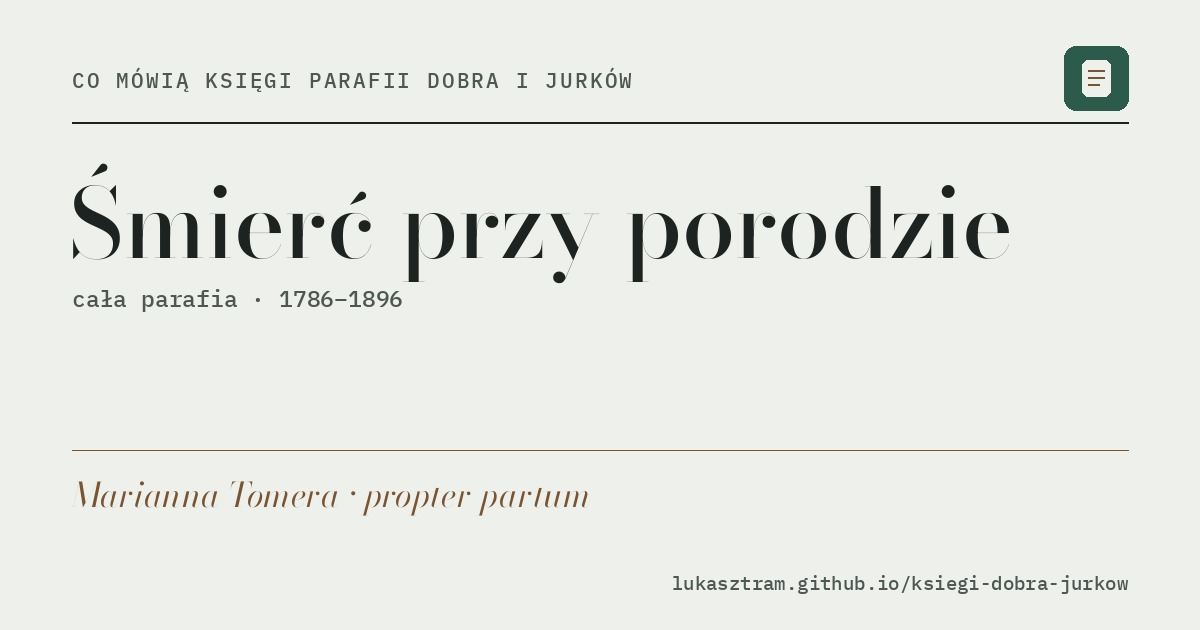 CO MÓWIĄ KSIĘGI PARAFII DOBRA I JURKÓW
Śmierć przy porodzie
cała parafia · 1786–1896
Marianna Tomera · propter partum
lukasztram.github.io/ksiegi-dobra-jurkow